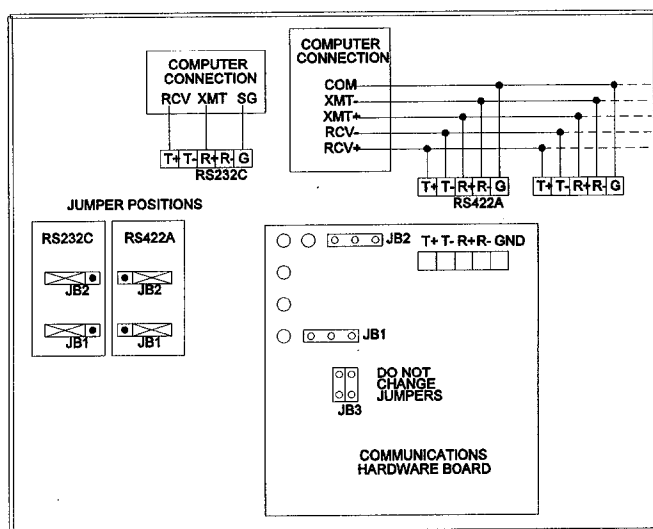 COMPUTER
CONNECTION
RCV XMT SG
T+ T- R+ R- G
RS232C
COMPUTER
CONNECTION
COM
XMT-
XMT+
RCV-
RCV+
T+ T- R+ R- G
RS422A
T+ T- R+ R- G
JUMPER POSITIONS
RS232C
JB2
JB1
RS422A
JB2
JB1
JB2
T+ T- R+ R- GND
JB1
JB3
DO NOT
CHANGE
JUMPERS
COMMUNICATIONS
HARDWARE BOARD